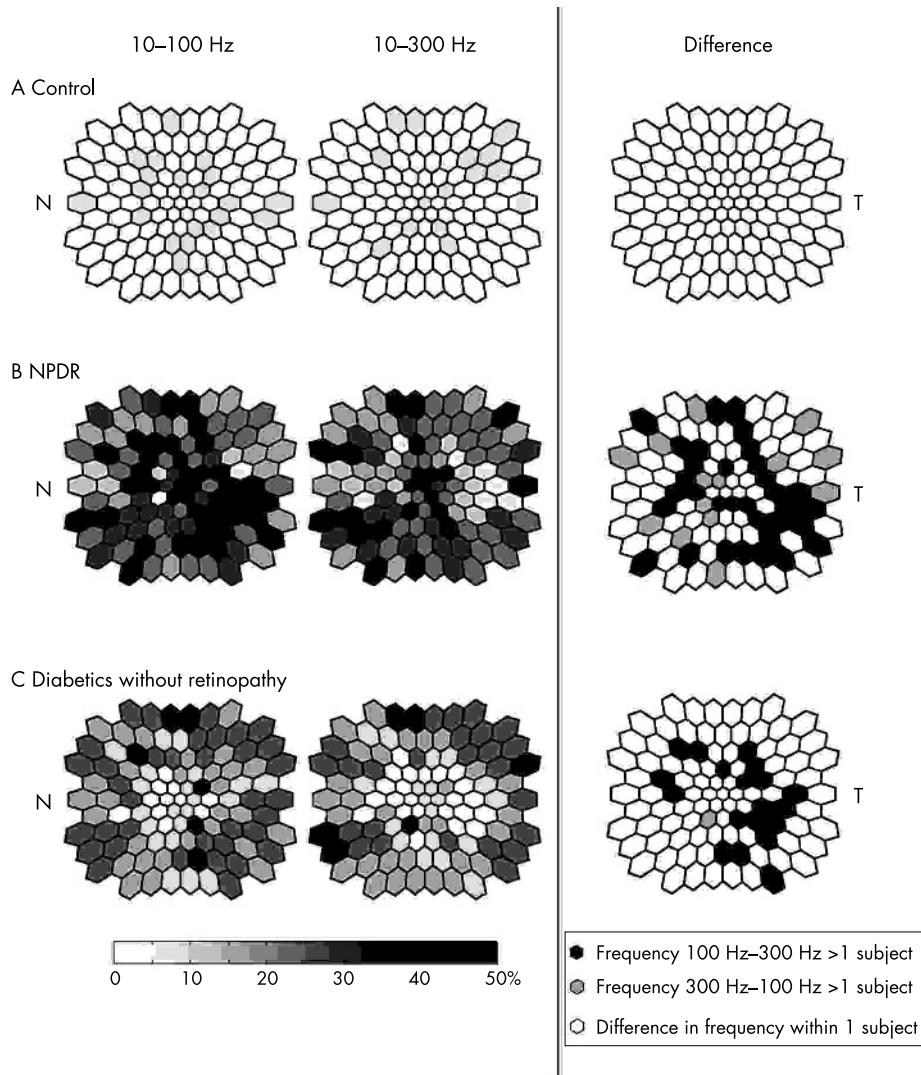 10–100 Hz
10–300 Hz
Difference
A Control
N
T
B NPDR
N
T
C Diabetics without retinopathy
N
T
0 10 20 30 40 50%
Frequency 100 Hz–300 Hz >1 subject
Frequency 300 Hz–100 Hz >1 subject
Difference in frequency within 1 subject